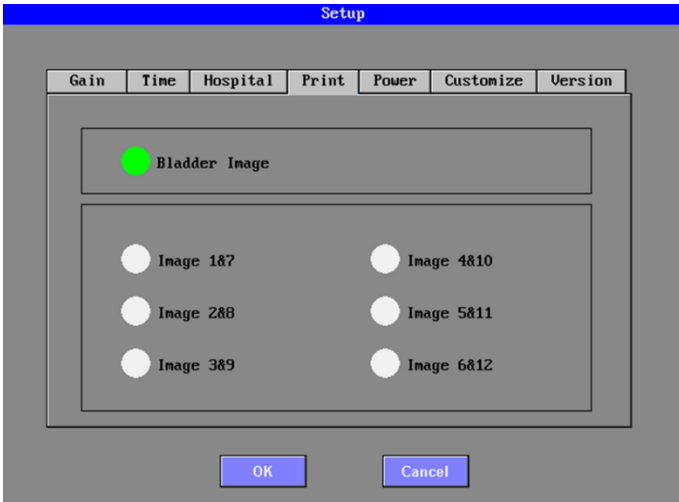 Setup
Gain Time Hospital Print Power Customize Version
Bladder Image
Image 1&7 Image 4&10
Image 2&8 Image 5&11
Image 3&9 Image 6&12
OK Cancel